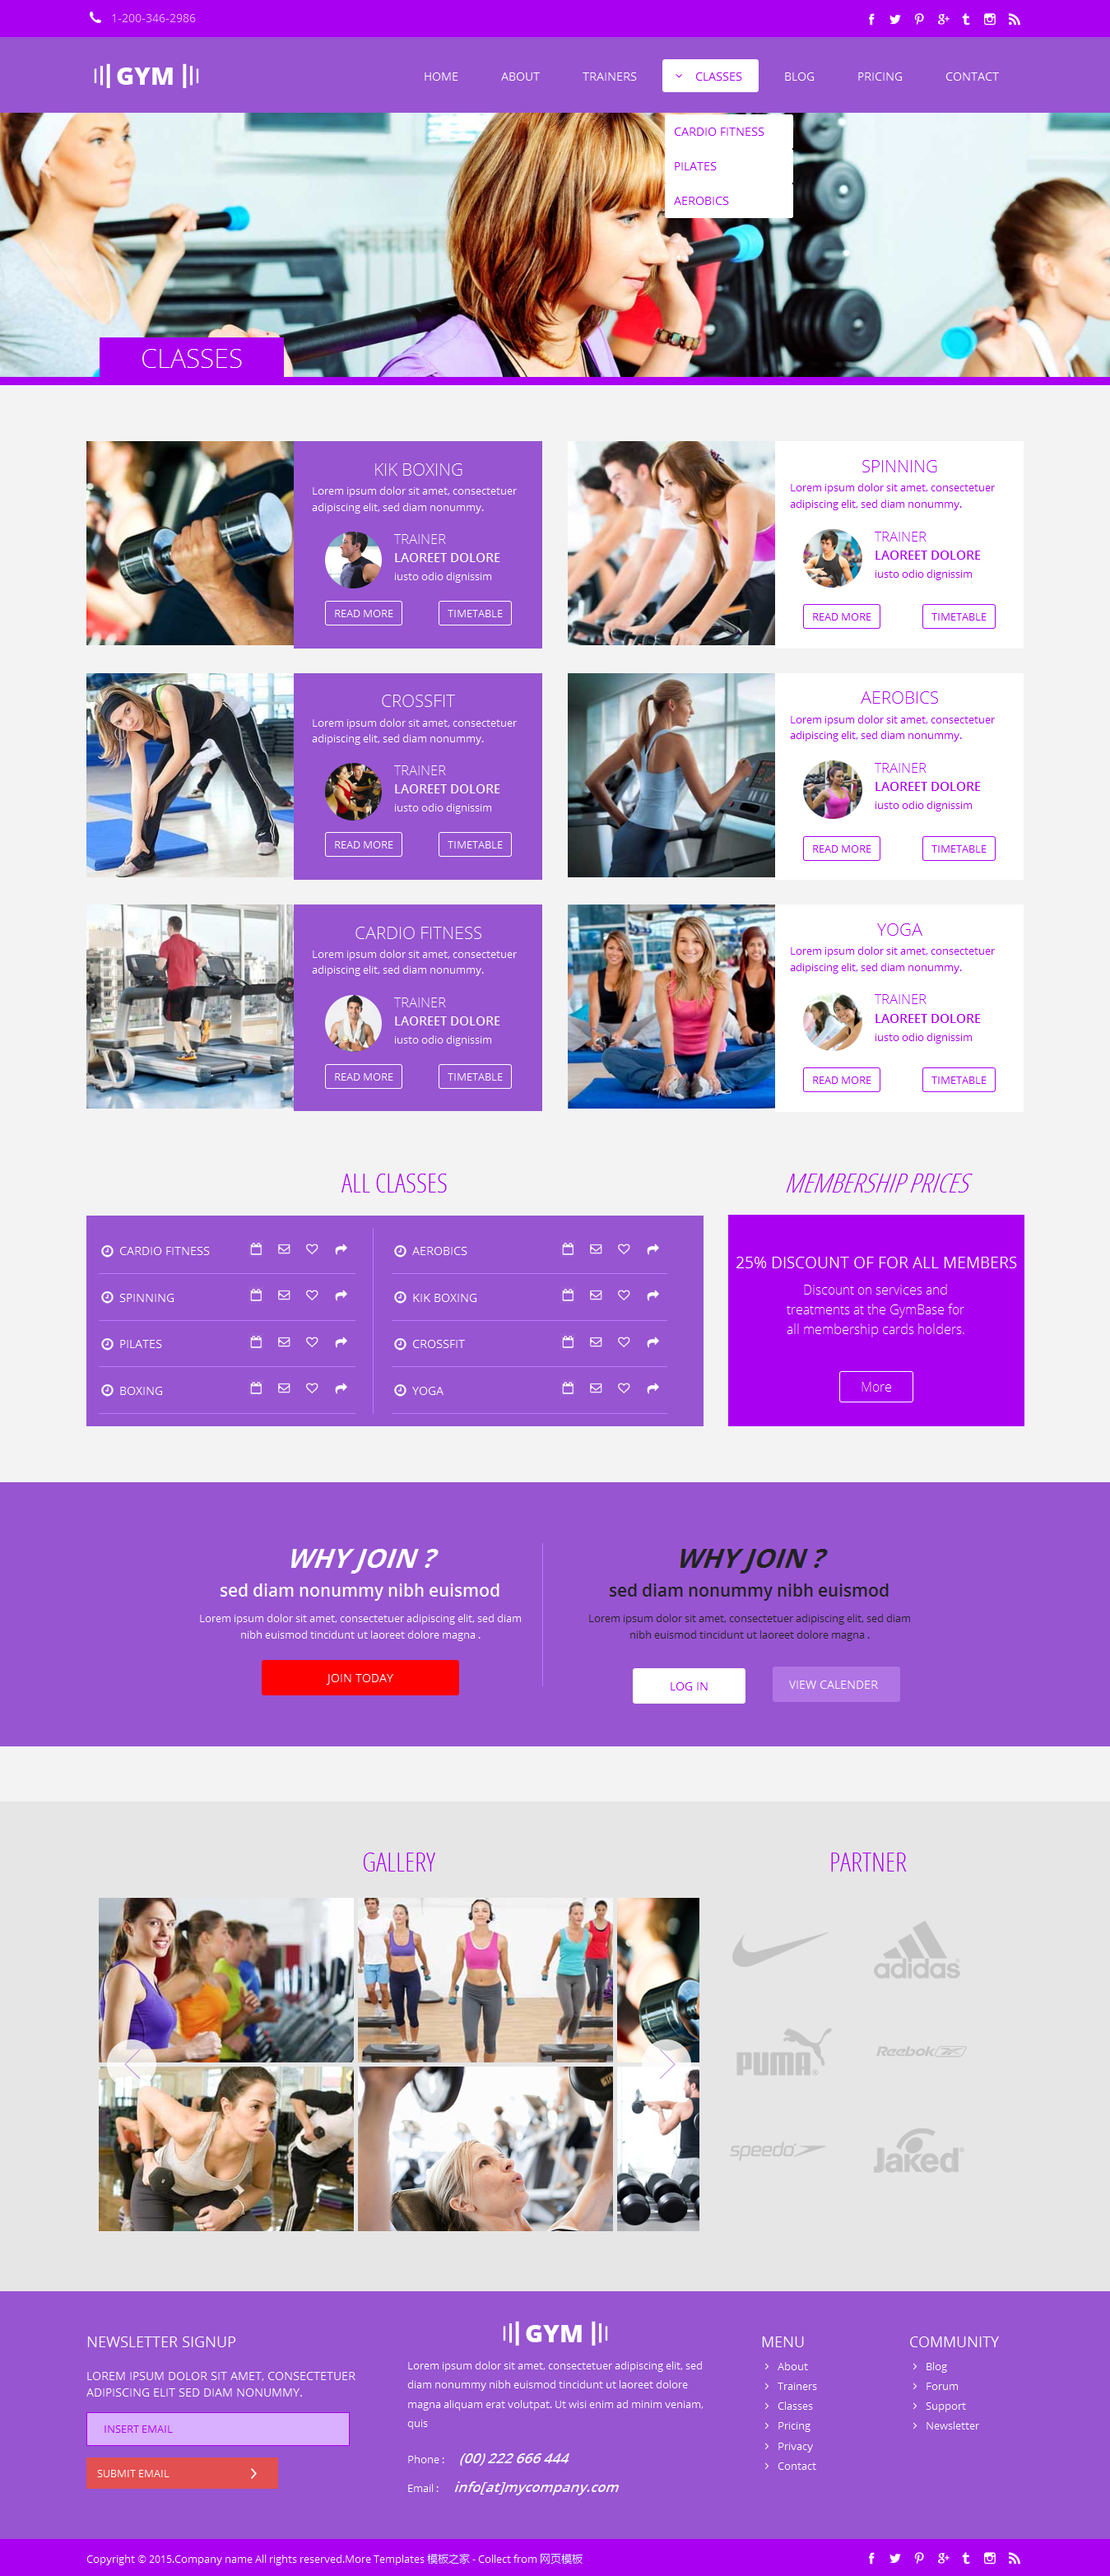 1-200-346-2986
GYM
HOME ABOUT TRAINERS CLASSES BLOG PRICING CONTACT
CARDIO FITNESS
PILATES
AEROBICS
CLASSES
KIK BOXING
Lorem ipsum dolor sit amet, consectetuer
adipiscing elit, sed diam nonummy.
TRAINER
LAOREET DOLORE
iusto odio dignissim
READ MORE TIMETABLE
SPINNING
Lorem ipsum dolor sit amet, consectetuer
adipiscing elit, sed diam nonummy.
TRAINER
LAOREET DOLORE
iusto odio dignissim
READ MORE TIMETABLE
CROSSFIT
Lorem ipsum dolor sit amet, consectetuer
adipiscing elit, sed diam nonummy.
TRAINER
LAOREET DOLORE
iusto odio dignissim
READ MORE TIMETABLE
AEROBICS
Lorem ipsum dolor sit amet, consectetuer
adipiscing elit, sed diam nonummy.
TRAINER
LAOREET DOLORE
iusto odio dignissim
READ MORE TIMETABLE
CARDIO FITNESS
Lorem ipsum dolor sit amet, consectetuer
adipiscing elit, sed diam nonummy.
TRAINER
LAOREET DOLORE
iusto odio dignissim
READ MORE TIMETABLE
YOGA
Lorem ipsum dolor sit amet, consectetuer
adipiscing elit, sed diam nonummy.
TRAINER
LAOREET DOLORE
iusto odio dignissim
READ MORE TIMETABLE
ALL CLASSES
CARDIO FITNESS
SPINNING
PILATES
BOXING
AEROBICS
KIK BOXING
CROSSFIT
YOGA
MEMBERSHIP PRICES
25% DISCOUNT OF FOR ALL MEMBERS
Discount on services and
treatments at the GymBase for
all membership cards holders.
More
WHY JOIN ?
sed diam nonummy nibh euismod
Lorem ipsum dolor sit amet, consectetuer adipiscing elit, sed diam
nibh euismod tincidunt ut laoreet dolore magna .
JOIN TODAY
WHY JOIN ?
sed diam nonummy nibh euismod
Lorem ipsum dolor sit amet, consectetuer adipiscing elit, sed diam
nibh euismod tincidunt ut laoreet dolore magna .
LOG IN VIEW CALENDER
GALLERY
PARTNER
adidas
PUMA
Reebok
speedo
Jaked
NEWSLETTER SIGNUP
LOREM IPSUM DOLOR SIT AMET, CONSECTETUER
ADIPISCING ELIT SED DIAM NONUMMY.
INSERT EMAIL
SUBMIT EMAIL
GYM
Lorem ipsum dolor sit amet, consectetuer adipiscing elit, sed
diam nonummy nibh euismod tincidunt ut laoreet dolore
magna aliquam erat volutpat. Ut wisi enim ad minim veniam,
quis
Phone : (00) 222 666 444
Email : info[at]mycompany.com
MENU
About
Trainers
Classes
Pricing
Privacy
Contact
COMMUNITY
Blog
Forum
Support
Newsletter
Copyright © 2015.Company name All rights reserved.More Templates 模板之家 - Collect from 网页模板